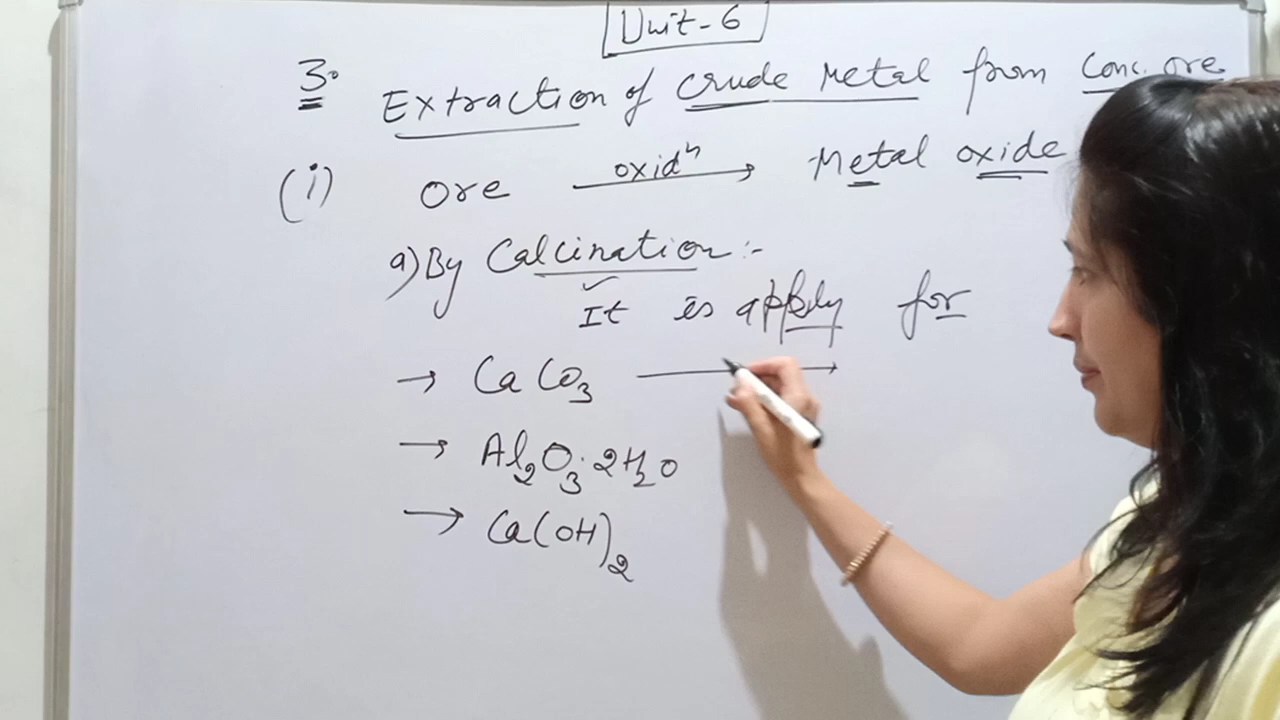 Unit-6
3. Extraction of Crude Metal from Conc. ore
(i) Ore oxidⁿ → Metal oxide
a) By Calcination :-
It is apply for
→ CaCO₃ →
→ Al₂O₃·2H₂O
→ Ca(OH)₂